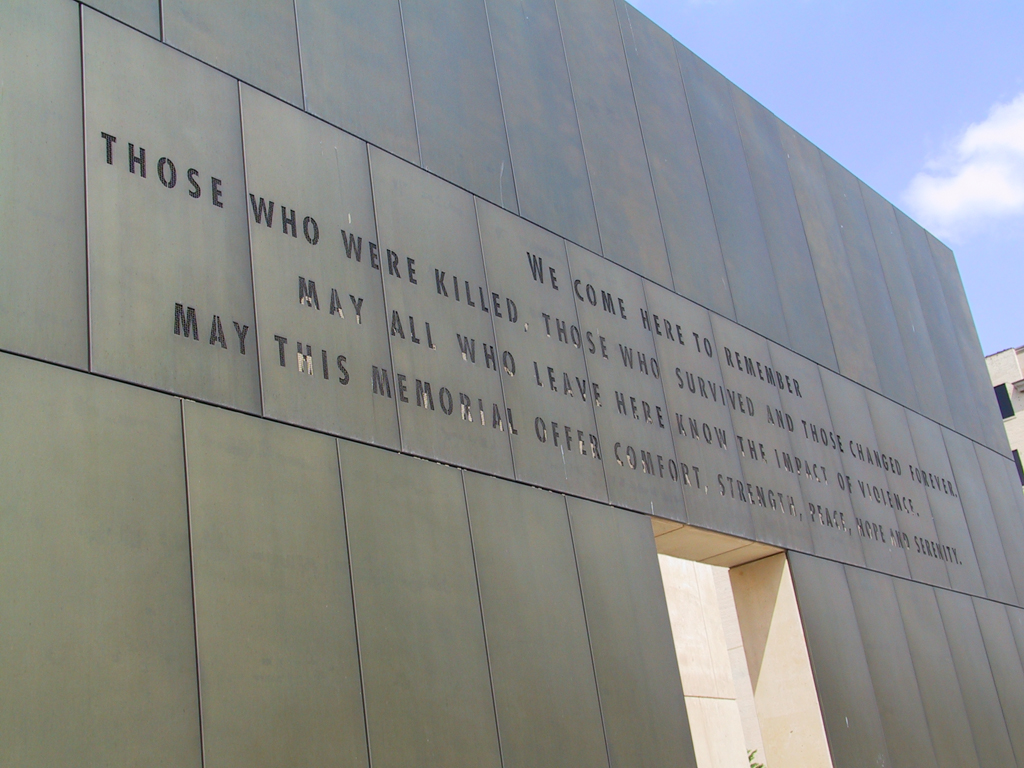 WE COME HERE TO REMEMBER
THOSE WHO WERE KILLED, THOSE WHO SURVIVED AND THOSE CHANGED FOREVER.
MAY ALL WHO LEAVE HERE KNOW THE IMPACT OF VIOLENCE.
MAY THIS MEMORIAL OFFER COMFORT, STRENGTH, PEACE, HOPE AND SERENITY.